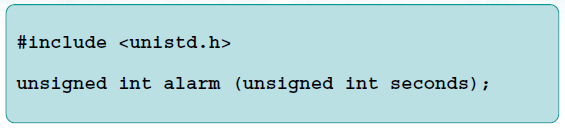 #include <unistd.h>
unsigned int alarm (unsigned int seconds);